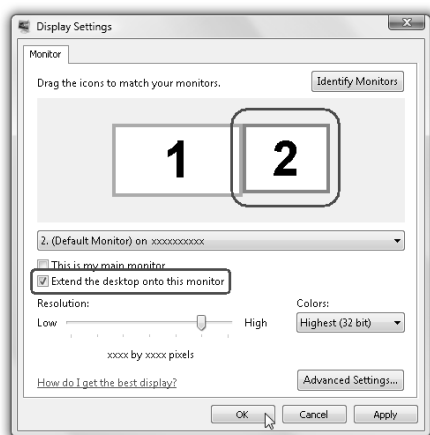 Display Settings
Monitor
Drag the icons to match your monitors.
Identify Monitors
1
2
2. (Default Monitor) on xxxxxxxxxx
This is my main monitor
Extend the desktop onto this monitor
Resolution:
Colors:
Low
High
Highest (32 bit)
xxxx by xxxx pixels
How do I get the best display?
Advanced Settings...
OK
Cancel
Apply